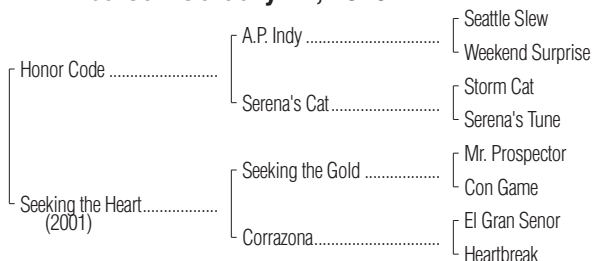 Seattle Slew
A.P. Indy
Weekend Surprise
Honor Code
Storm Cat
Serena's Cat
Serena's Tune
Mr. Prospector
Seeking the Gold
Con Game
Seeking the Heart
(2001)
El Gran Senor
Corrazona
Heartbreak